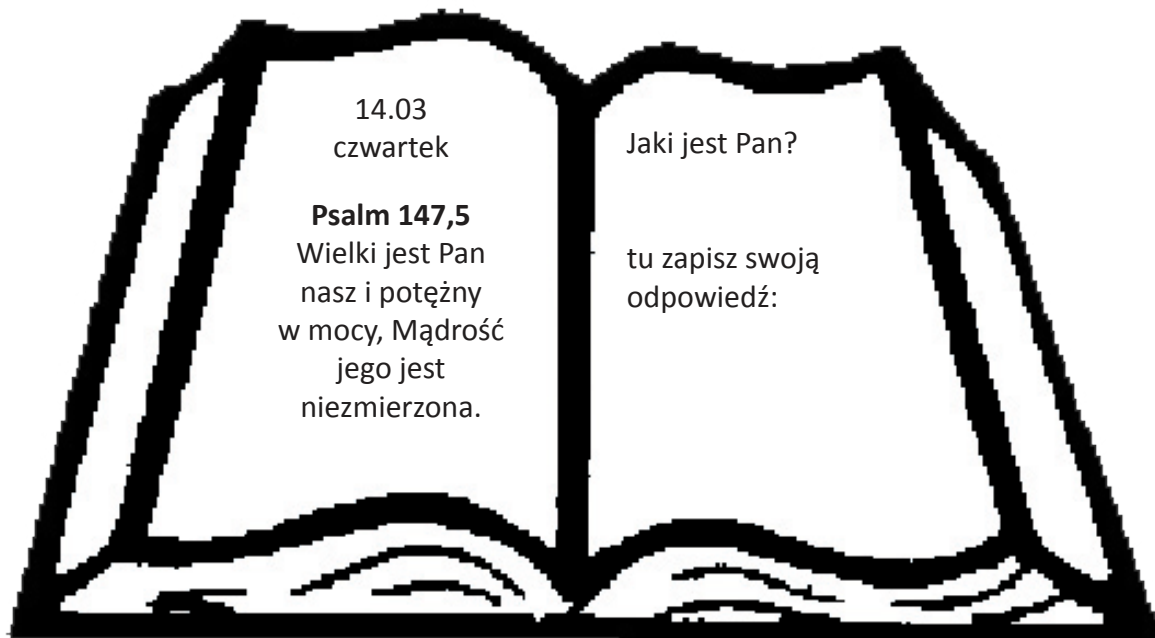 14.03
czwartek
Psalm 147,5
Wielki jest Pan
nasz i potężny
w mocy, Mądrość
jego jest
niezmierzona.
Jaki jest Pan?
tu zapisz swoją
odpowiedź: